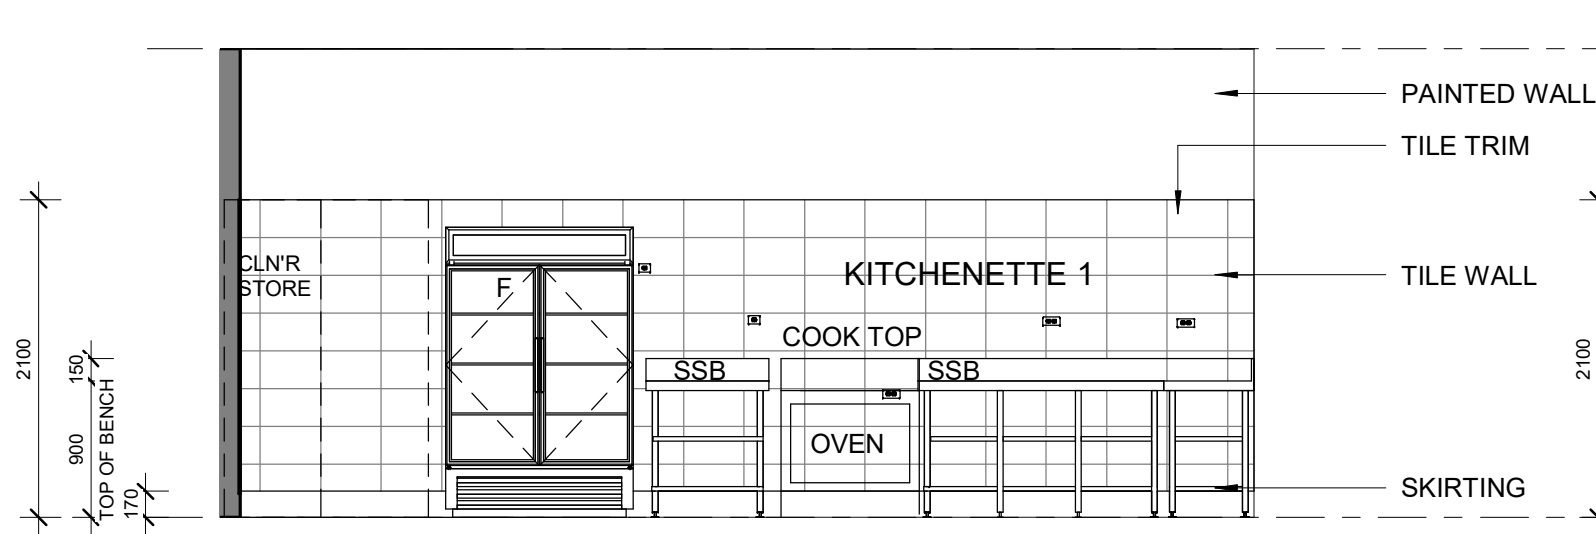 PAINTED WALL
TILE TRIM
CLN'R
STORE
F
KITCHENETTE 1
TILE WALL
COOK TOP
SSB
SSB
OVEN
SKIRTING
2100
150
900
TOP OF BENCH
170
2100